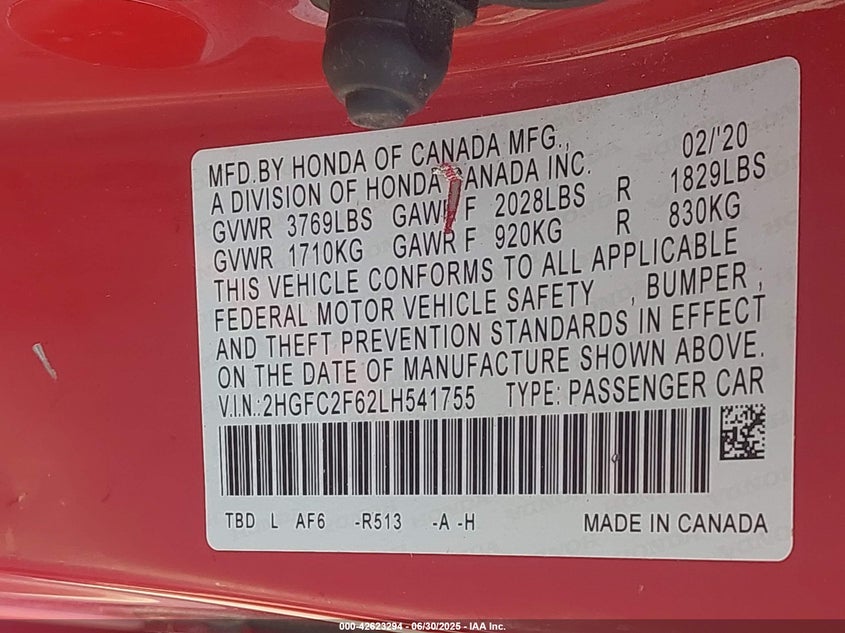 MFD.BY HONDA OF CANADA MFG., 02/'20
A DIVISION OF HONDA CANADA INC.
GVWR 3769LBS GAWR F 2028LBS R 1829LBS
GVWR 1710KG GAWR F 920KG R 830KG
THIS VEHICLE CONFORMS TO ALL APPLICABLE
FEDERAL MOTOR VEHICLE SAFETY , BUMPER ,
AND THEFT PREVENTION STANDARDS IN EFFECT
ON THE DATE OF MANUFACTURE SHOWN ABOVE.
V.I.N.:2HGFC2F62LH541755 TYPE: PASSENGER CAR
TBD L AF6 -R513 -A -H MADE IN CANADA
000-42623294 - 06/30/2025 - IAA Inc.